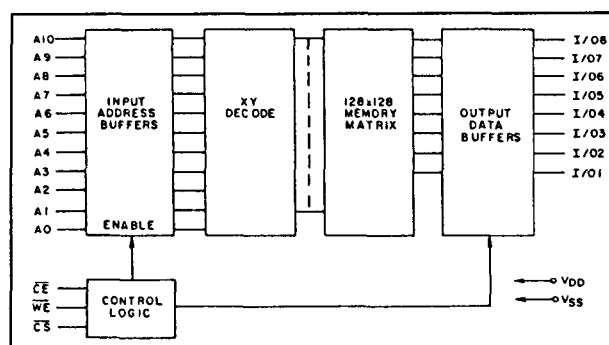 A10
A9
A8
A7
A6
A5
A4
A3
A2
A1
A0
INPUT
ADDRESS
BUFFERS
ENABLE
XY
DECODE
128x128
MEMORY
MATRIX
OUTPUT
DATA
BUFFERS
I/O8
I/O7
I/O6
I/O5
I/O4
I/O3
I/O2
I/O1
CE
WE
CS
CONTROL
LOGIC
VDD
VSS